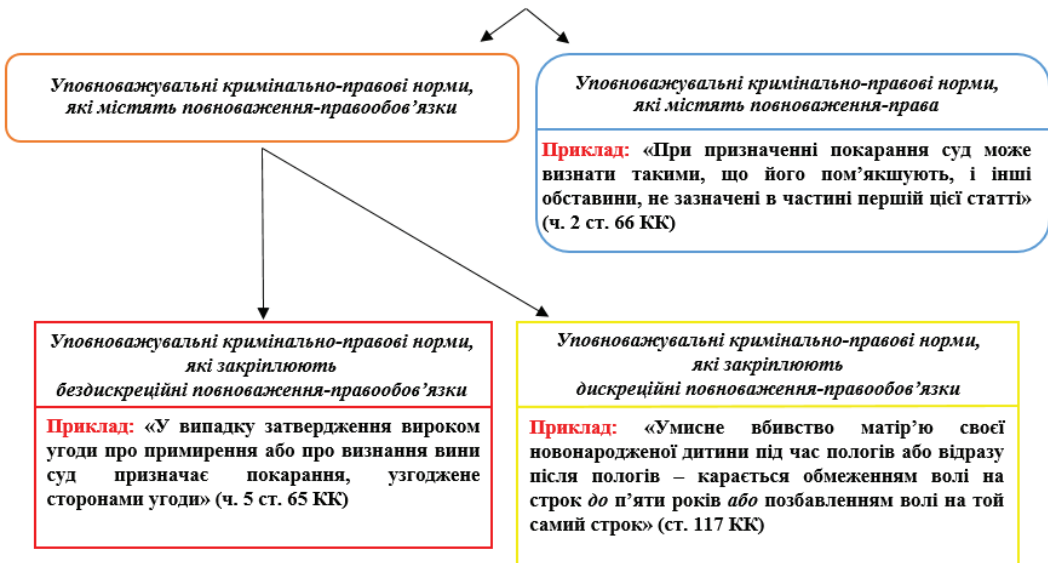 Уповноважувальні кримінально-правові норми,
які містять повноваження-правообов’язки
Уповноважувальні кримінально-правові норми,
які містять повноваження-права
Приклад: «При призначенні покарання суд може
визнати такими, що його пом’якшують, і інші
обставини, не зазначені в частині першій цієї статті»
(ч. 2 ст. 66 КК)
Уповноважувальні кримінально-правові норми,
які закріплюють
бездискреційні повноваження-правообов’язки
Приклад: «У випадку затвердження вироком
угоди про примирення або про визнання вини
суд призначає покарання, узгоджене
сторонами угоди» (ч. 5 ст. 65 КК)
Уповноважувальні кримінально-правові норми,
які закріплюють
дискреційні повноваження-правообов’язки
Приклад: «Умисне вбивство матір’ю своєї
новонародженої дитини під час пологів або відразу
після пологів – карається обмеженням волі на
строк до п’яти років або позбавленням волі на той
самий строк» (ст. 117 КК)